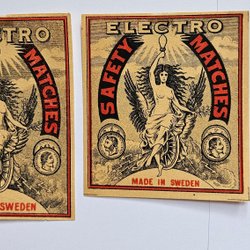 CTRO
MATCHES
SWEDEN
ELECTRO
SAFETY
MATCHES
MADE IN SWEDEN